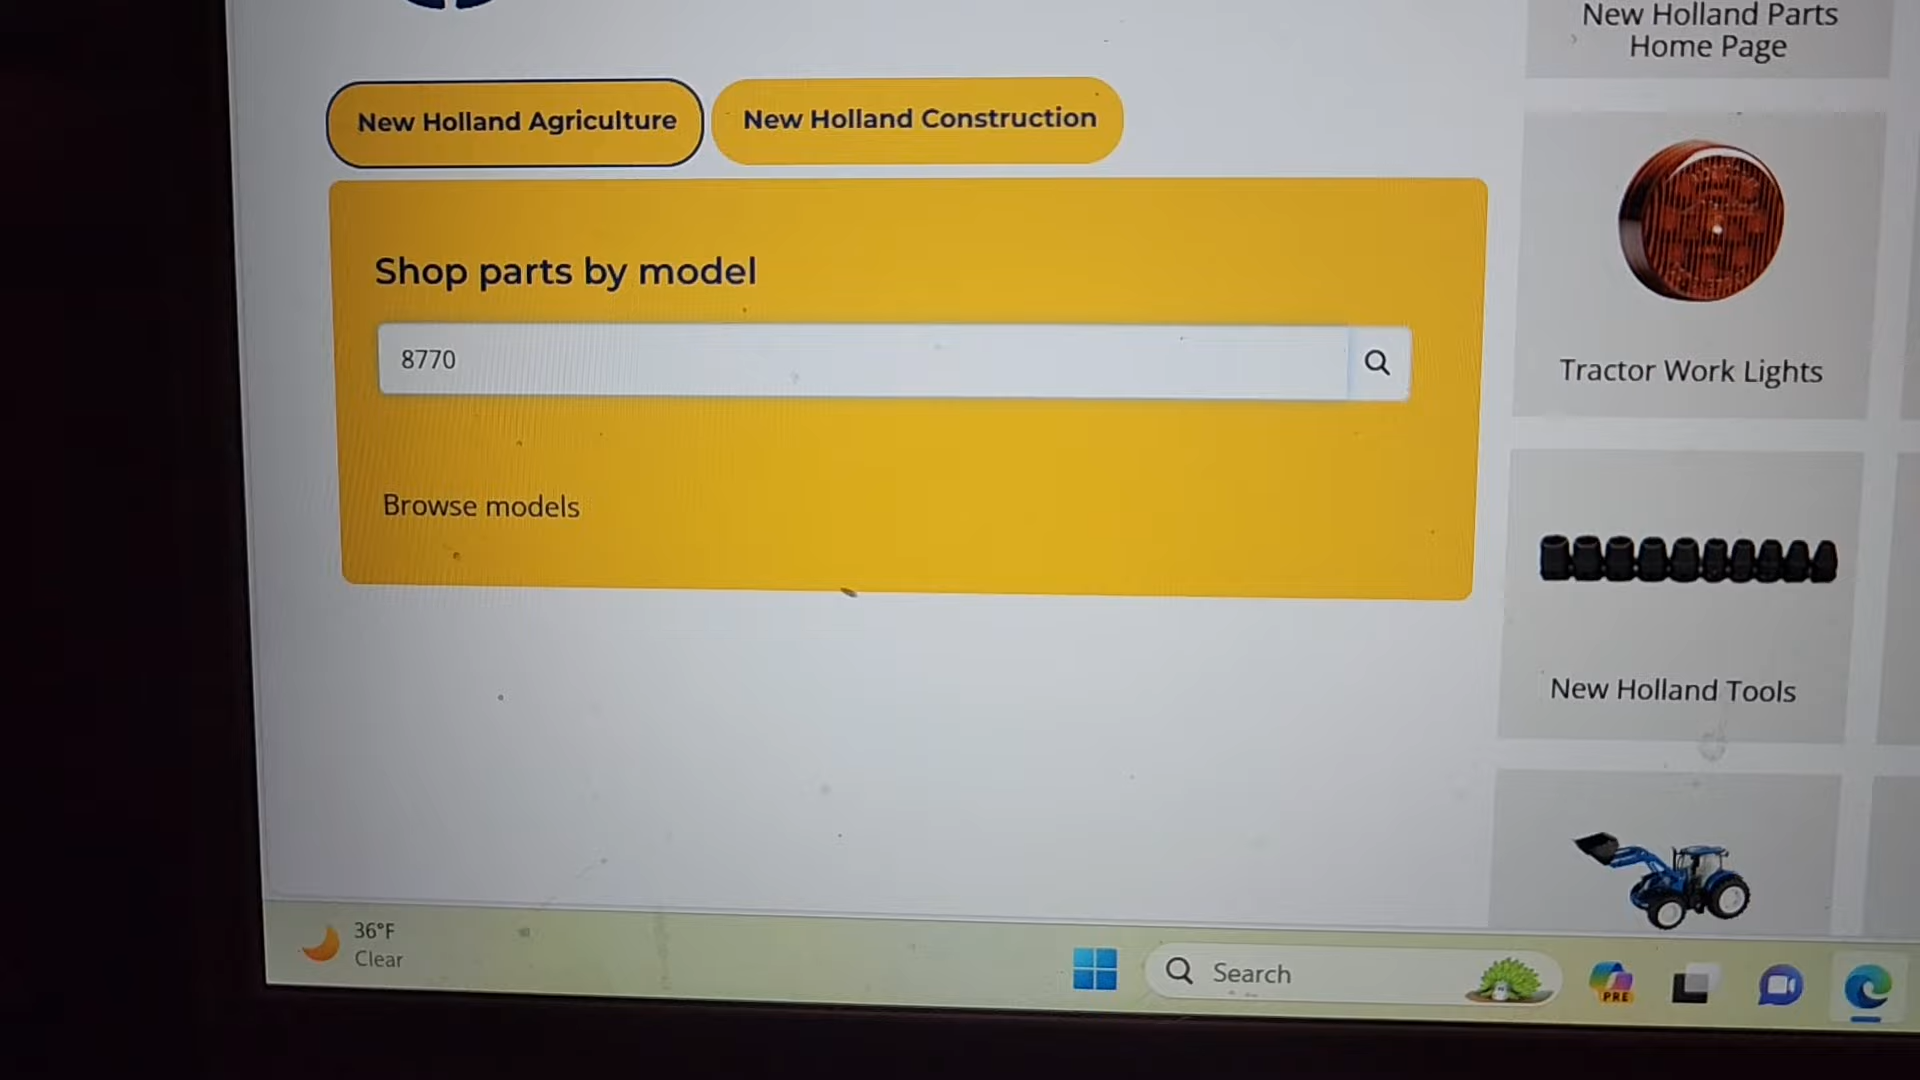 New Holland Parts
Home Page
New Holland Agriculture
New Holland Construction
Shop parts by model
8770
Browse models
Tractor Work Lights
New Holland Tools
36°F
Clear
Search
PRE